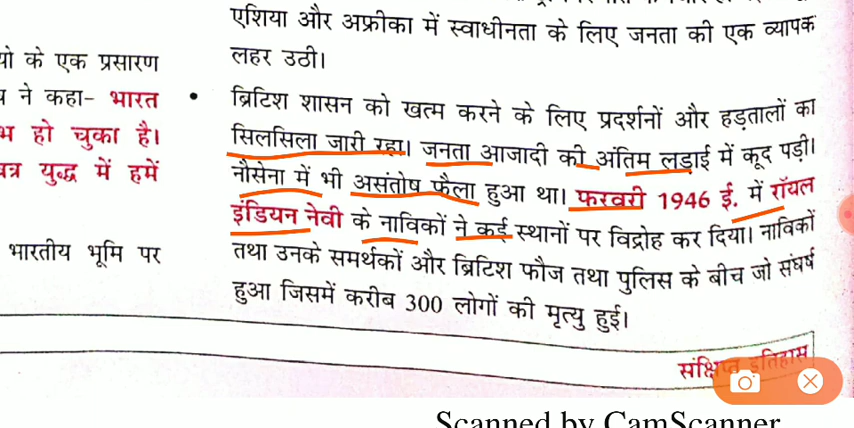 यो के एक प्रसारण
ने कहा- भारत
हो चुका है।
युद्ध में हमें
भारतीय भूमि पर
एशिया और अफ्रीका में स्वाधीनता के लिए जनता की एक व्यापक
लहर उठी।
• ब्रिटिश शासन को खत्म करने के लिए प्रदर्शनों और हड़तालों का
सिलसिला जारी रहा। जनता आजादी की अंतिम लड़ाई में कूद पड़ी।
नौसेना में भी असंतोष फैला हुआ था। फरवरी 1946 ई. में रॉयल
इंडियन नेवी के नाविकों ने कई स्थानों पर विद्रोह कर दिया। नाविकों
तथा उनके समर्थकों और ब्रिटिश फौज तथा पुलिस के बीच जो संघर्ष
हुआ जिसमें करीब 300 लोगों की मृत्यु हुई।
संक्षिप्त इतिहास
Scanned by CamScanner